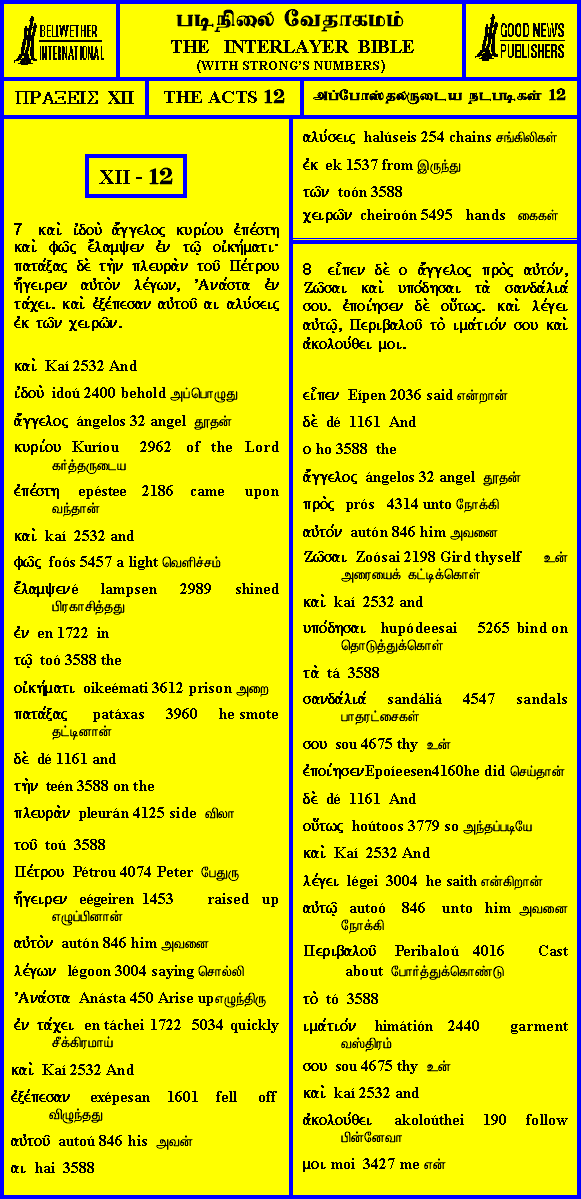 BELLWETHER
INTERNATIONAL
படிநிலை வேதாகமம்
THE INTERLAYER BIBLE
(WITH STRONG'S NUMBERS)
GOOD NEWS
PUBLISHERS
ΠΡΑΞΕΙΣ XII
THE ACTS 12
அப்போஸ்தலருடைய நடபடிகள் 12
XII - 12
7 καὶ ἰδοὺ ἄγγελος κυρίου ἐπέστη
καὶ φῶς ἔλαμψεν ἐν τῷ οἰκήματι·
πατάξας δὲ τὴν πλευρὰν τοῦ Πέτρου
ἤγειρεν αὐτὸν λέγων, Ἀνάστα ἐν
τάχει. καὶ ἐξέπεσαν αὐτοῦ αι αλύσεις
ἐκ τῶν χειρῶν.
καὶ Kaí 2532 And
ἰδοὺ idoú 2400 behold அப்பொழுது
ἄγγελος ángelos 32 angel தூதன்
κυρίου Kuríou 2962 of the Lord
கர்த்தருடைய
ἐπέστη epéstee 2186 came upon
வந்தான்
καὶ kaí 2532 and
φῶς foós 5457 a light வெளிச்சம்
ἔλαμψενé lampsen 2989 shined
பிரகாசித்தது
ἐν en 1722 in
τῷ toó 3588 the
οἰκήματι oikeémati 3612 prison அறை
πατάξας patáxas 3960 he smote
தட்டினான்
δὲ dé 1161 and
τὴν teén 3588 on the
πλευρὰν pleurán 4125 side விலா
τοῦ toú 3588
Πέτρου Pétrou 4074 Peter பேதுரு
ἤγειρεν eégeiren 1453 raised up
எழுப்பினான்
αὐτὸν autón 846 him அவனை
λέγων légoon 3004 saying சொல்லி
Ἀνάστα Anásta 450 Arise upஎழுந்திரு
ἐν τάχει en táchei 1722 5034 quickly
சீக்கிரமாய்
καὶ Kaí 2532 And
ἐξέπεσαν exépesan 1601 fell off
விழுந்தது
αὐτοῦ autoú 846 his அவன்
αι hai 3588
αλύσεις halúseis 254 chains சங்கிலிகள்
ἐκ ek 1537 from இருந்து
τῶν toón 3588
χειρῶν cheiroón 5495 hands கைகள்
8 εἶπεν δὲ ο ἄγγελος πρὸς αὐτόν,
Ζῶσαι καὶ υπόδησαι τὰ σανδάλιά
σου. ἐποίησεν δὲ οὕτως. καὶ λέγει
αὐτῷ, Περιβαλοῦ τὸ ιμάτιόν σου καὶ
ἀκολούθει μοι.
εἶπεν Eípen 2036 said என்றான்
δὲ dé 1161 And
ο ho 3588 the
ἄγγελος ángelos 32 angel தூதன்
πρὸς prós 4314 unto நோக்கி
αὐτόν autón 846 him அவனை
Ζῶσαι Zoósai 2198 Gird thyself உன்
அரையைக் கட்டிக்கொள்
καὶ kaí 2532 and
υπόδησαι hupódeesai 5265 bind on
தொடுத்துக்கொள்
τὰ tá 3588
σανδάλιά sandáliá 4547 sandals
பாதரட்சைகள்
σου sou 4675 thy உன்
ἐποίησενEpoíeesen4160he did செய்தான்
δὲ dé 1161 And
οὕτως hoútoos 3779 so அந்தப்படியே
καὶ Kaí 2532 And
λέγει légei 3004 he saith என்கிறான்
αὐτῷ autoó 846 unto him அவனை
நோக்கி
Περιβαλοῦ Peribaloú 4016 Cast
about போர்த்துக்கொண்டு
τὸ tó 3588
ιμάτιόν himátión 2440 garment
வஸ்திரம்
σου sou 4675 thy உன்
καὶ kaí 2532 and
ἀκολούθει akoloúthei 190 follow
பின்னேவா
μοι moi 3427 me என்